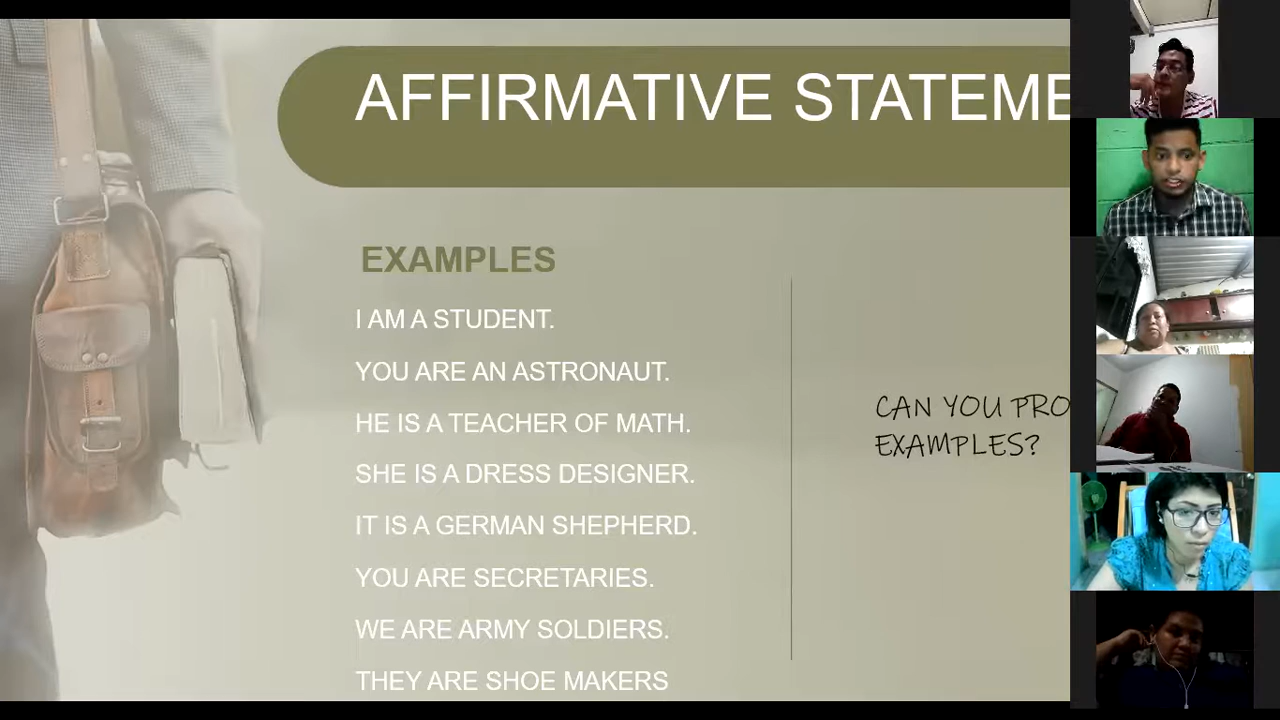 AFFIRMATIVE STATEME
EXAMPLES
I AM A STUDENT.
YOU ARE AN ASTRONAUT.
HE IS A TEACHER OF MATH.
SHE IS A DRESS DESIGNER.
IT IS A GERMAN SHEPHERD.
YOU ARE SECRETARIES.
WE ARE ARMY SOLDIERS.
THEY ARE SHOE MAKERS
CAN YOU PRO
EXAMPLES?